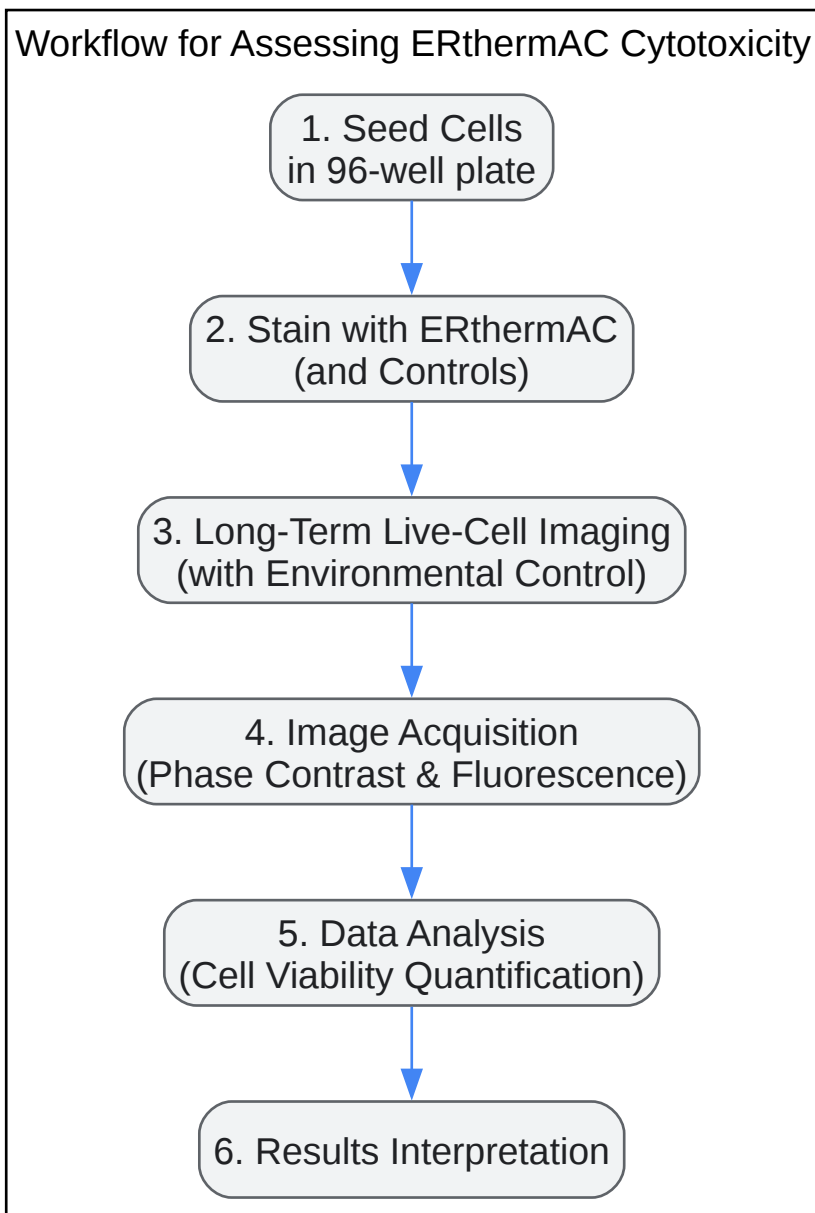 Workflow for Assessing ERthermAC Cytotoxicity
1. Seed Cells
in 96-well plate
2. Stain with ERthermAC
(and Controls)
3. Long-Term Live-Cell Imaging
(with Environmental Control)
4. Image Acquisition
(Phase Contrast & Fluorescence)
5. Data Analysis
(Cell Viability Quantification)
6. Results Interpretation